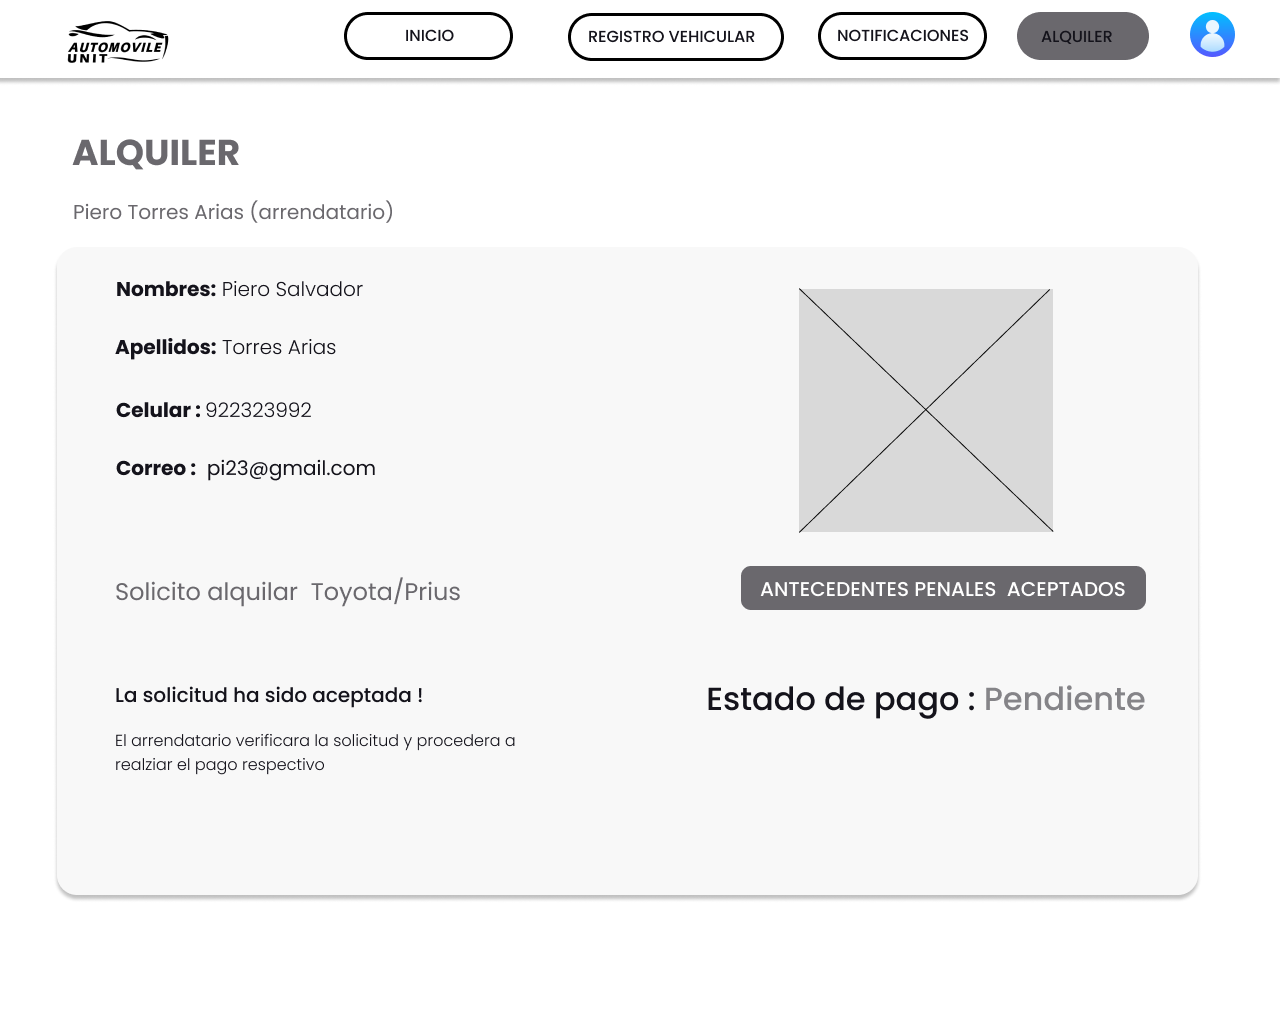 AUTOMOVILE
UNIT
INICIO
REGISTRO VEHICULAR
NOTIFICACIONES
ALQUILER
ALQUILER
Piero Torres Arias (arrendatario)
Nombres: Piero Salvador
Apellidos: Torres Arias
Celular : 922323992
Correo : pi23@gmail.com
Solicito alquilar Toyota/Prius
ANTECEDENTES PENALES ACEPTADOS
La solicitud ha sido aceptada !
Estado de pago : Pendiente
El arrendatario verificara la solicitud y procedera a
realziar el pago respectivo